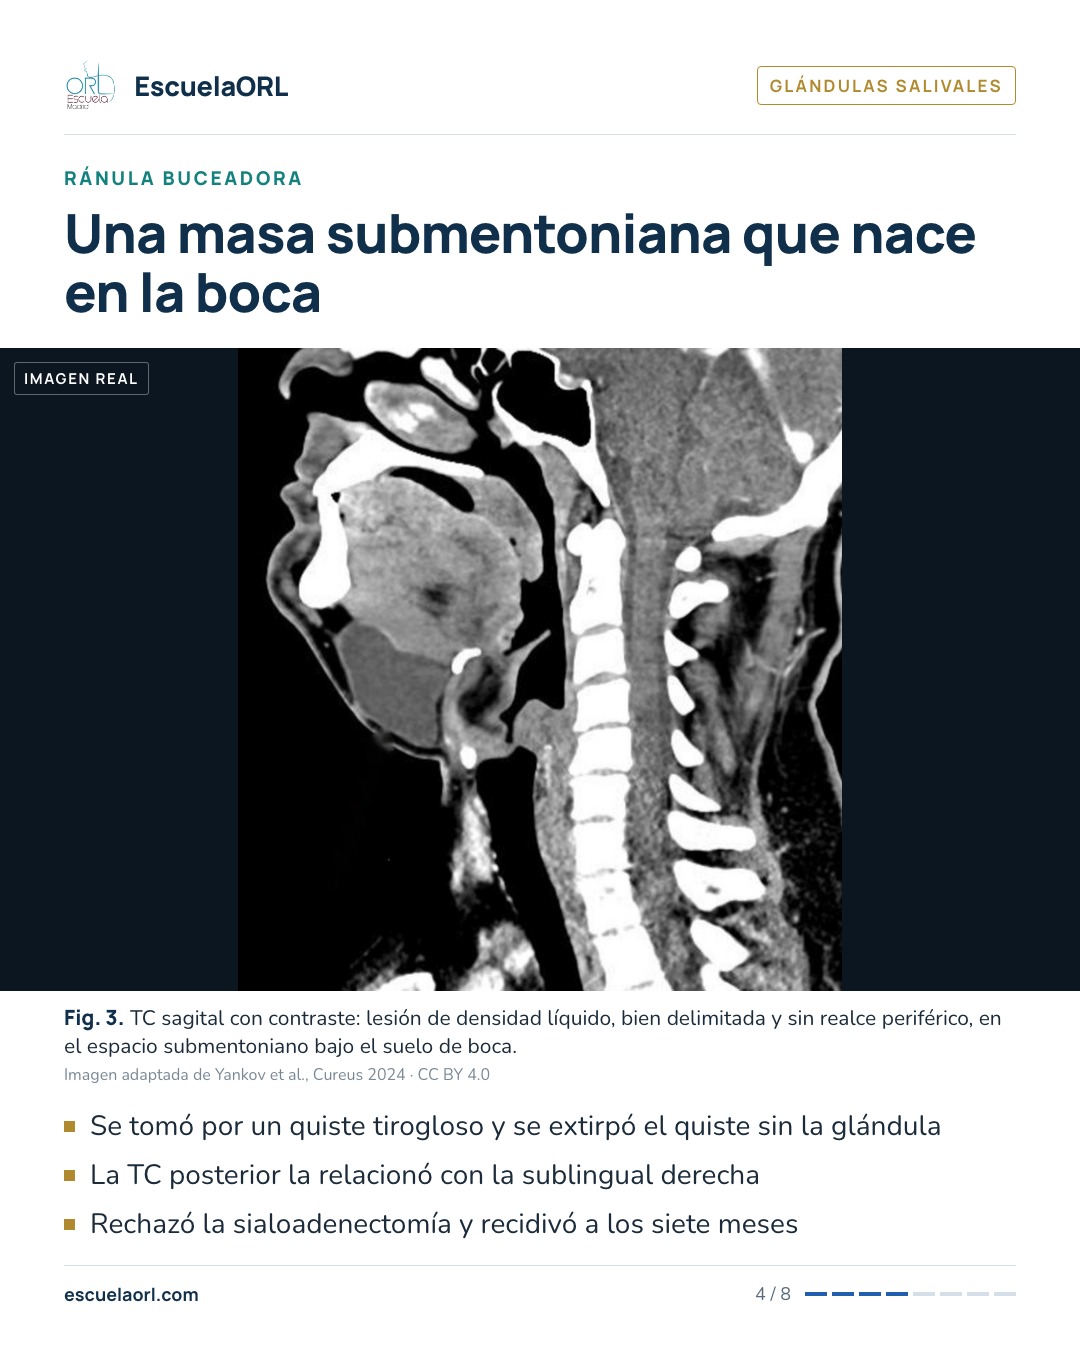 ORL
Escuela
Madrid
EscuelaORL
GLÁNDULAS SALIVALES
RÁNULA BUCEADORA
Una masa submentoniana que nace
en la boca
IMAGEN REAL
Fig. 3. TC sagital con contraste: lesión de densidad líquido, bien delimitada y sin realce periférico, en
el espacio submentoniano bajo el suelo de boca.
Imagen adaptada de Yankov et al., Cureus 2024 · CC BY 4.0
Se tomó por un quiste tirogloso y se extirpó el quiste sin la glándula
La TC posterior la relacionó con la sublingual derecha
Rechazó la sialoadenectomía y recidivó a los siete meses
escuelaorl.com
4 / 8